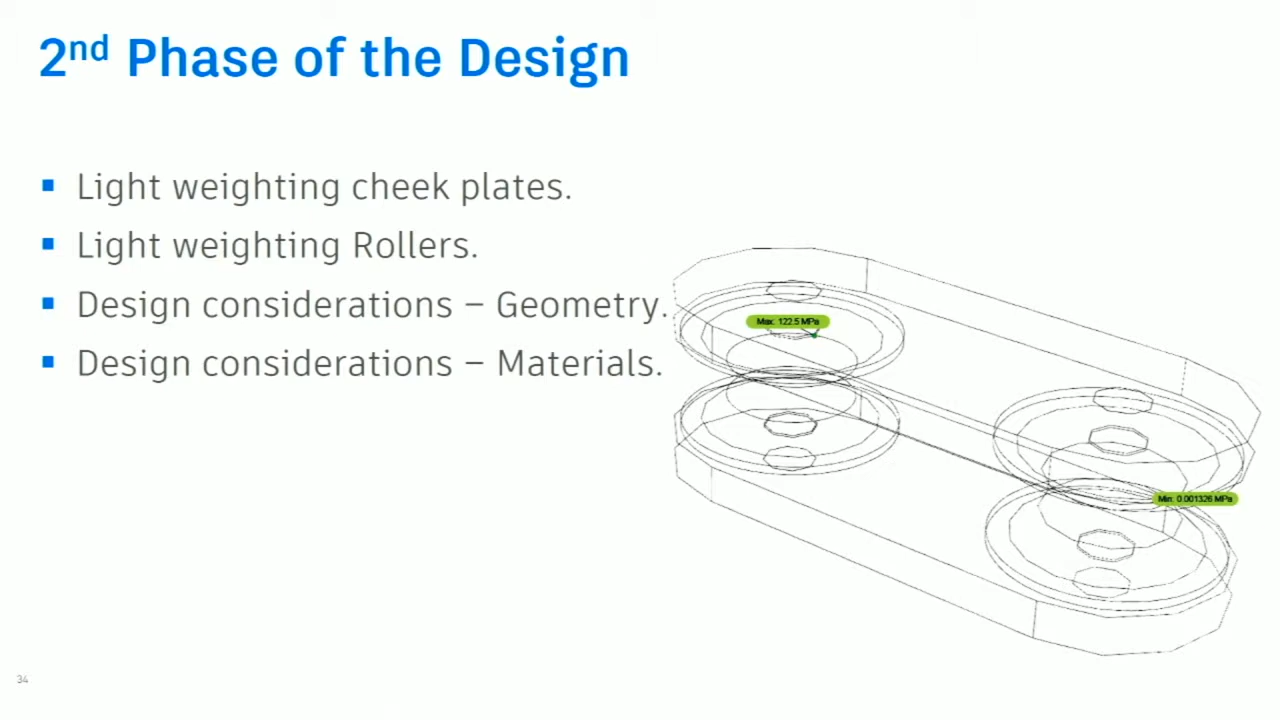 2nd Phase of the Design
▪ Light weighting cheek plates.
▪ Light weighting Rollers.
▪ Design considerations – Geometry.
▪ Design considerations – Materials.
Max: 122.5 MPa
Min: 0.001326 MPa
34